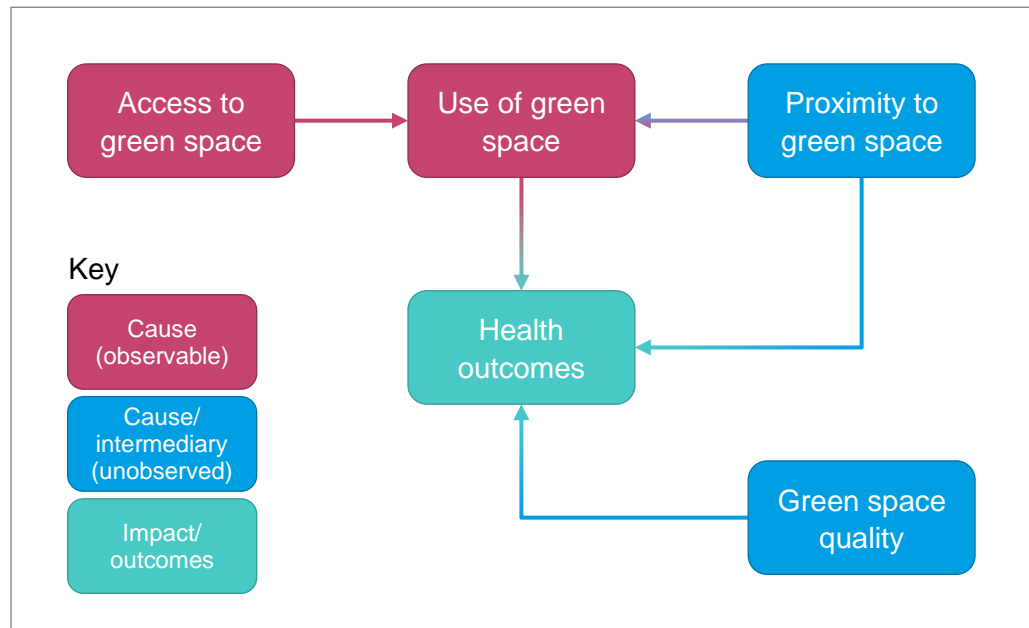 Access to
green space
Use of green
space
Proximity to
green space
Key
Cause
(observable)
Cause/
intermediary
(unobserved)
Impact/
outcomes
Health
outcomes
Green space
quality